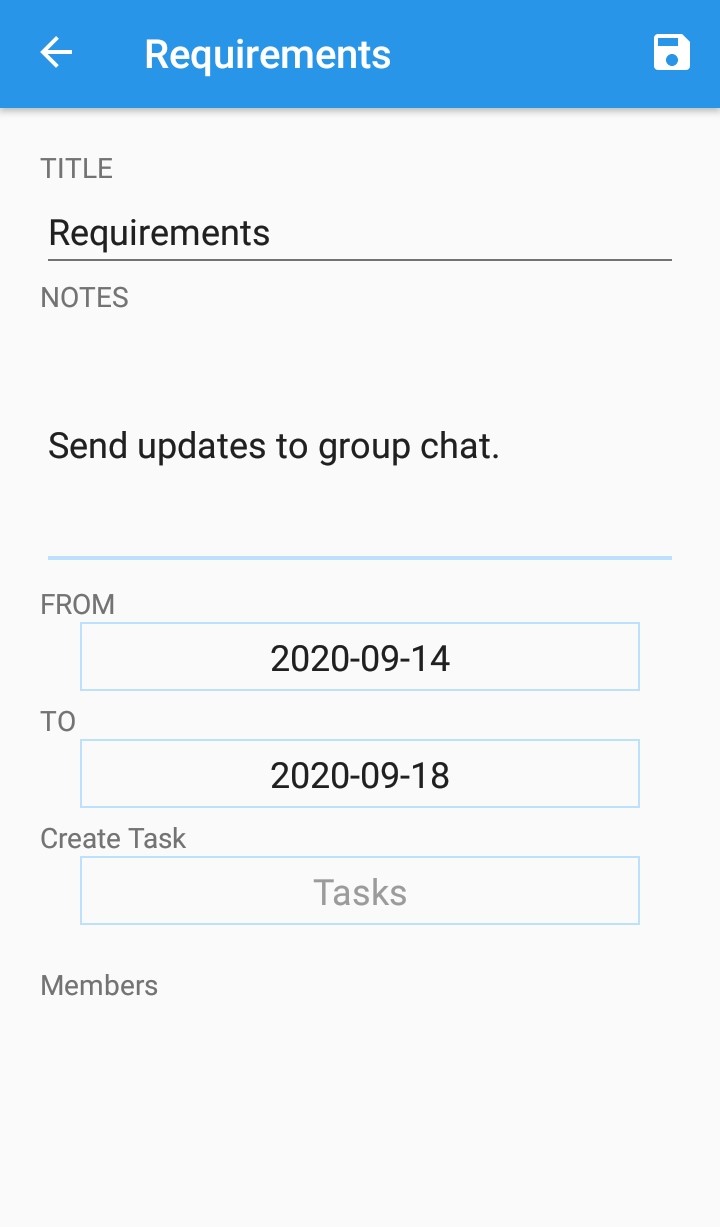 Requirements
TITLE
Requirements
NOTES
Send updates to group chat.
FROM
2020-09-14
TO
2020-09-18
Create Task
Tasks
Members